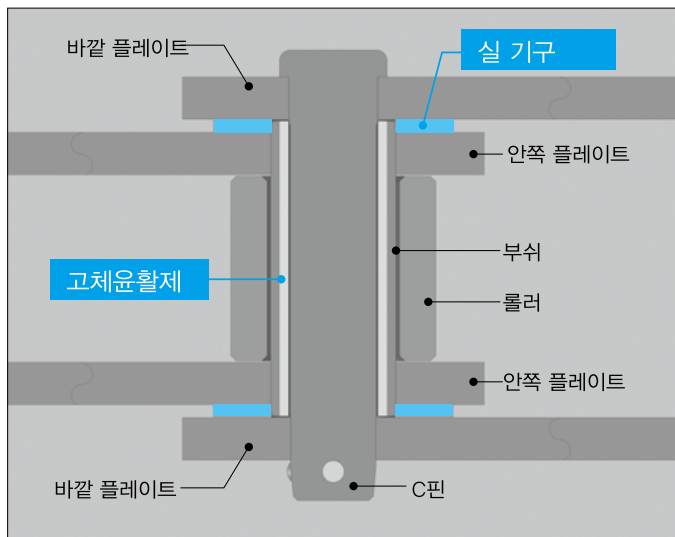 바깥 플레이트
실 기구
안쪽 플레이트
부쉬
고체윤활제
롤러
안쪽 플레이트
바깥 플레이트
C핀